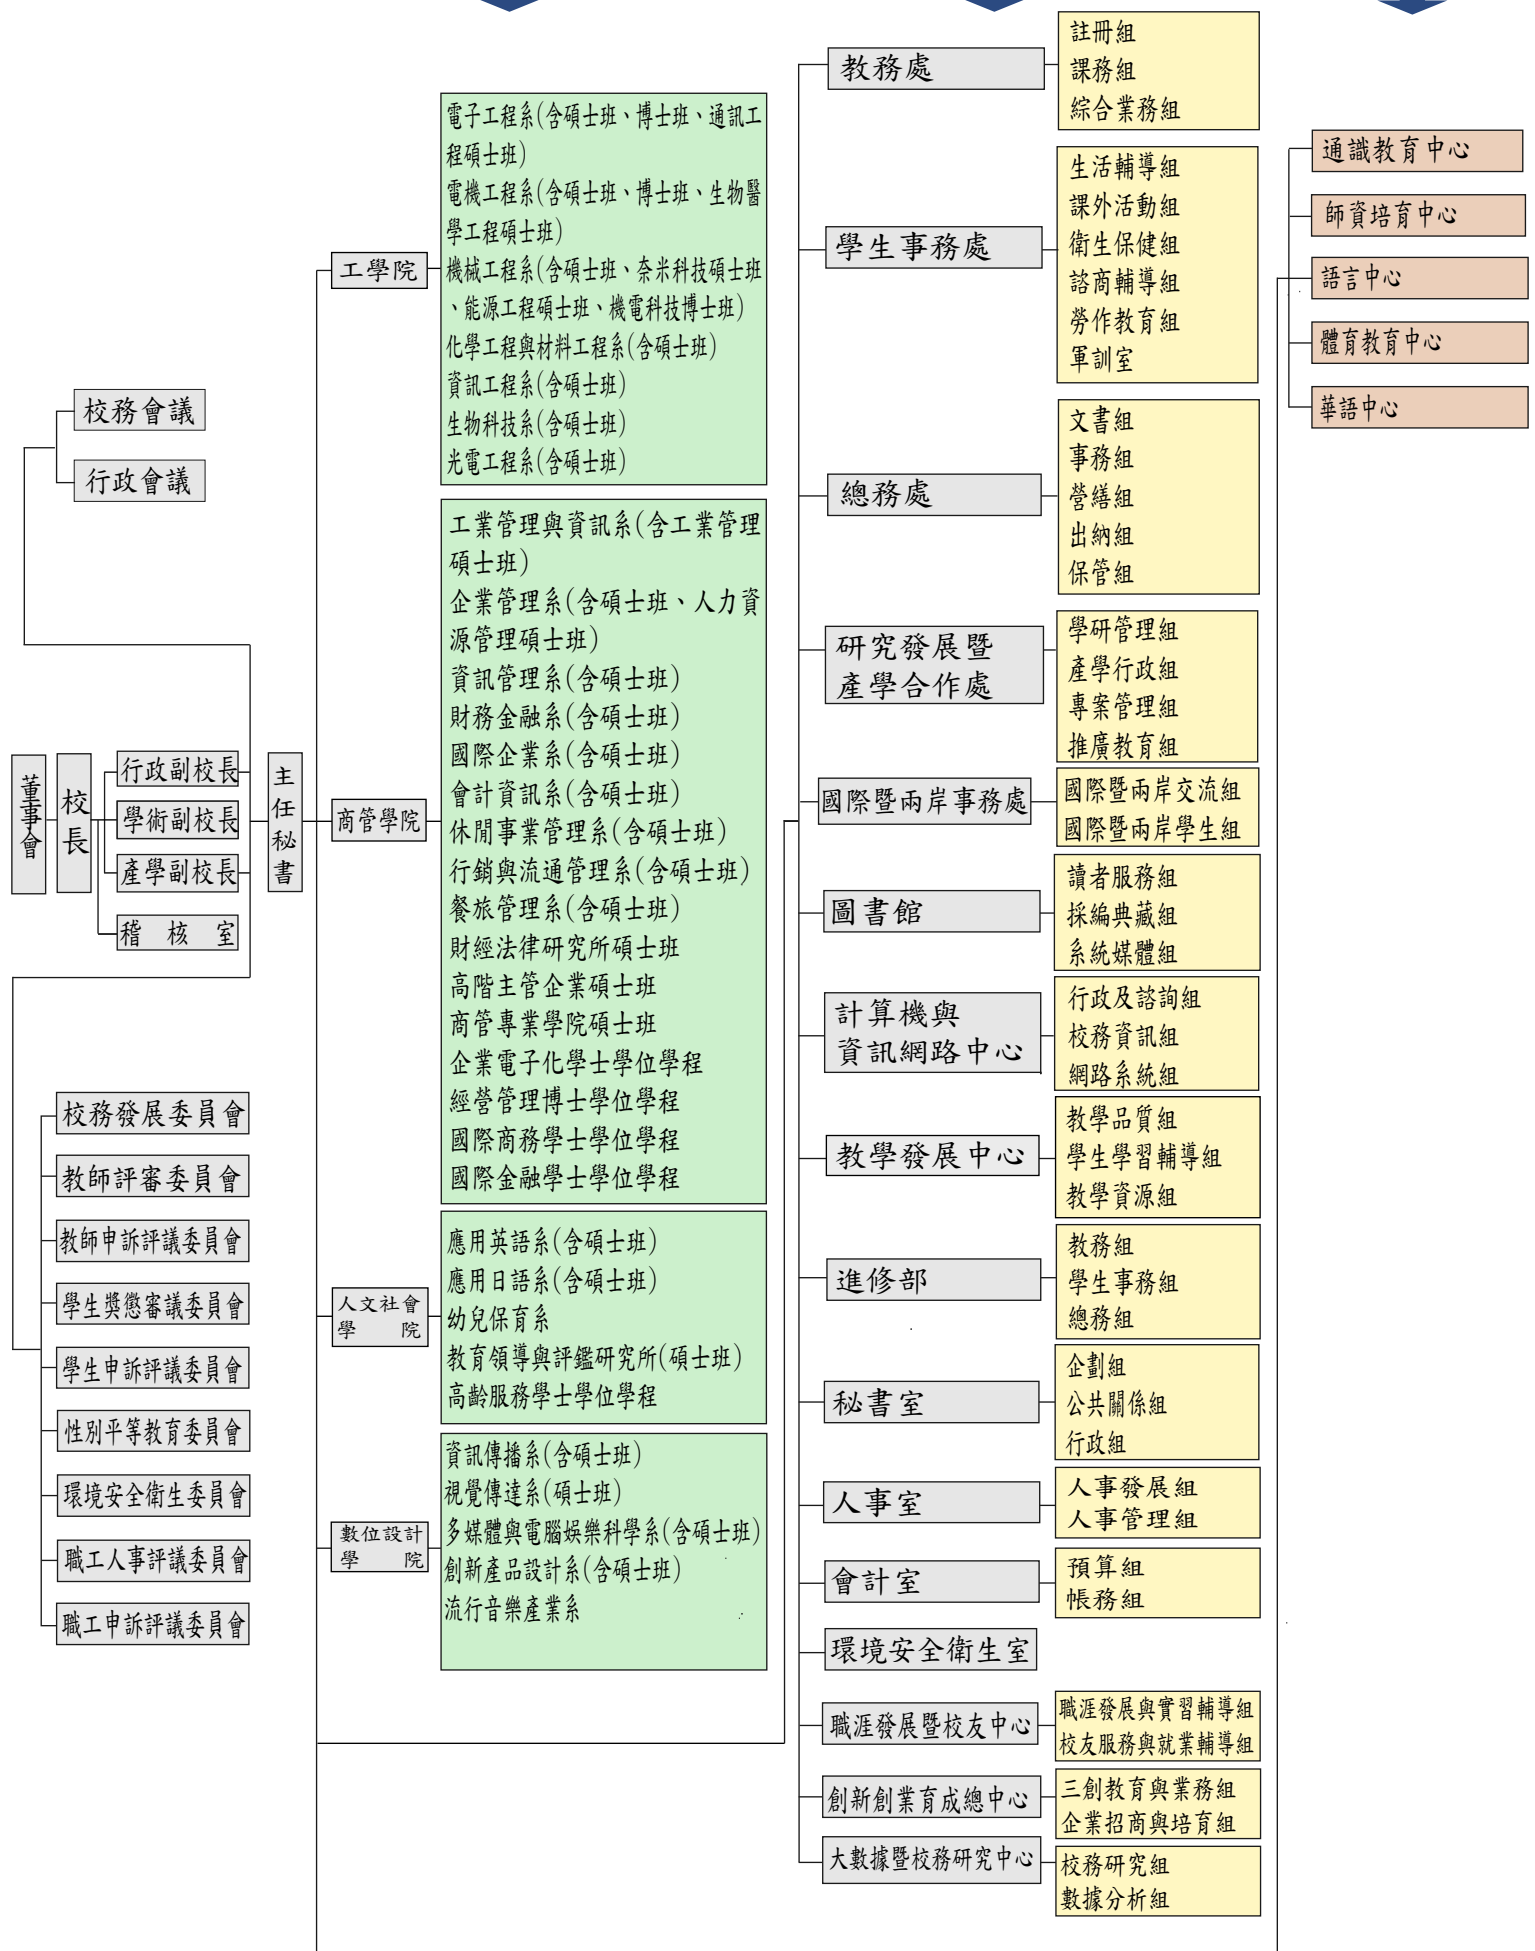 校務會議
行政會議
董事會
校長
行政副校長
學術副校長
產學副校長
稽核室
主任秘書
校務發展委員會
教師評審委員會
教師申訴評議委員會
學生獎懲審議委員會
學生申訴評議委員會
性別平等教育委員會
環境安全衛生委員會
職工人事評議委員會
職工申訴評議委員會
工學院
電子工程系(含碩士班、博士班、通訊工
程碩士班)
電機工程系(含碩士班、博士班、生物醫
學工程碩士班)
機械工程系(含碩士班、奈米科技碩士班
、能源工程碩士班、機電科技博士班)
化學工程與材料工程系(含碩士班)
資訊工程系(含碩士班)
生物科技系(含碩士班)
光電工程系(含碩士班)
商管學院
工業管理與資訊系(含工業管理
碩士班)
企業管理系(含碩士班、人力資
源管理碩士班)
資訊管理系(含碩士班)
財務金融系(含碩士班)
國際企業系(含碩士班)
會計資訊系(含碩士班)
休閒事業管理系(含碩士班)
行銷與流通管理系(含碩士班)
餐旅管理系(含碩士班)
財經法律研究所碩士班
高階主管企業碩士班
商管專業學院碩士班
企業電子化學士學位學程
經營管理博士學位學程
國際商務學士學位學程
國際金融學士學位學程
人文社會
學院
應用英語系(含碩士班)
應用日語系(含碩士班)
幼兒保育系
教育領導與評鑑研究所(碩士班)
高齡服務學士學位學程
數位設計
學院
資訊傳播系(含碩士班)
視覺傳達系(碩士班)
多媒體與電腦娛樂科學系(含碩士班)
創新產品設計系(含碩士班)
流行音樂產業系
教務處
註冊組
課務組
綜合業務組
學生事務處
生活輔導組
課外活動組
衛生保健組
諮商輔導組
勞作教育組
軍訓室
總務處
文書組
事務組
營繕組
出納組
保管組
研究發展暨
產學合作處
學研管理組
產學行政組
專案管理組
推廣教育組
國際暨兩岸事務處
國際暨兩岸交流組
國際暨兩岸學生組
圖書館
讀者服務組
採編典藏組
系統媒體組
計算機與
資訊網路中心
行政及諮詢組
校務資訊組
網路系統組
教學發展中心
教學品質組
學生學習輔導組
教學資源組
進修部
教務組
學生事務組
總務組
秘書室
企劃組
公共關係組
行政組
人事室
人事發展組
人事管理組
會計室
預算組
帳務組
環境安全衛生室
職涯發展暨校友中心
職涯發展與實習輔導組
校友服務與就業輔導組
創新創業育成總中心
三創教育與業務組
企業招商與培育組
大數據暨校務研究中心
校務研究組
數據分析組
通識教育中心
師資培育中心
語言中心
體育教育中心
華語中心